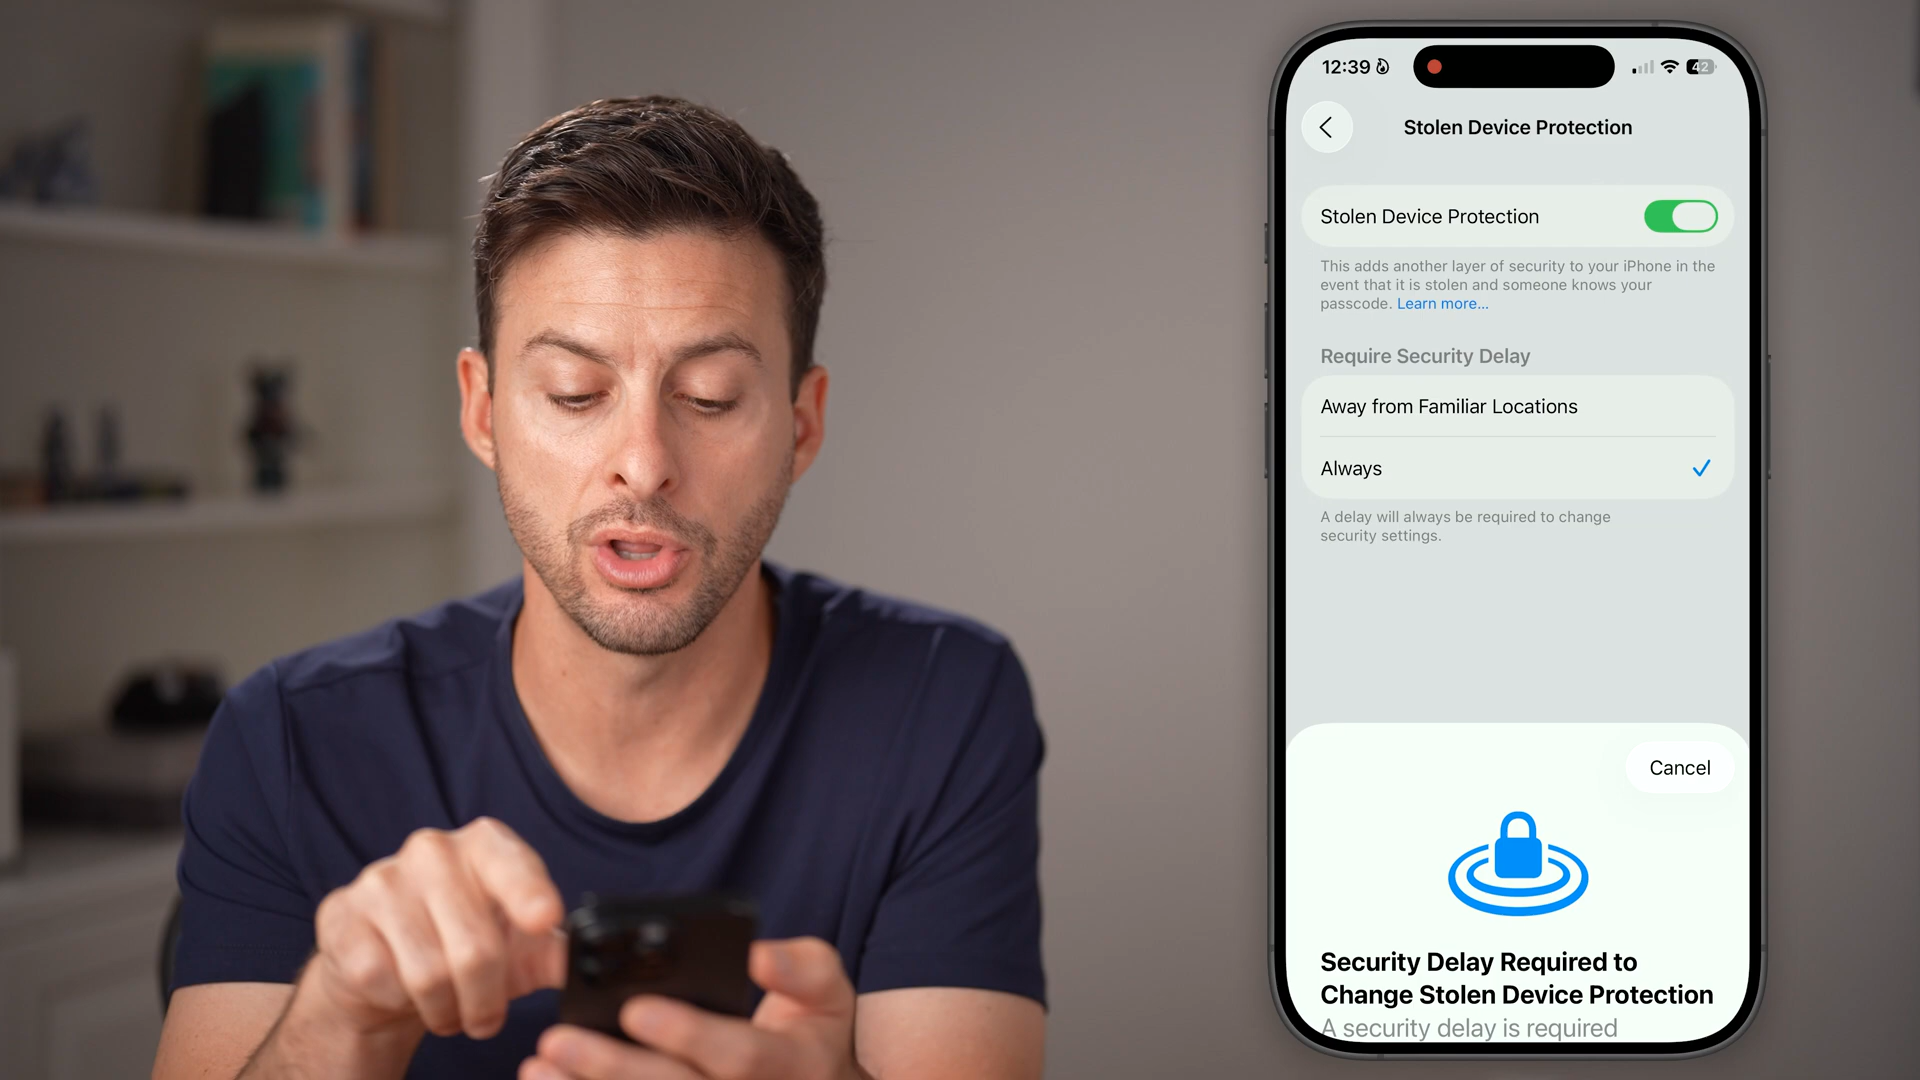 12:39
42
Stolen Device Protection
Stolen Device Protection
This adds another layer of security to your iPhone in the
event that it is stolen and someone knows your
passcode. Learn more...
Require Security Delay
Away from Familiar Locations
Always
A delay will always be required to change
security settings.
Cancel
Security Delay Required to
Change Stolen Device Protection
A security delay is required